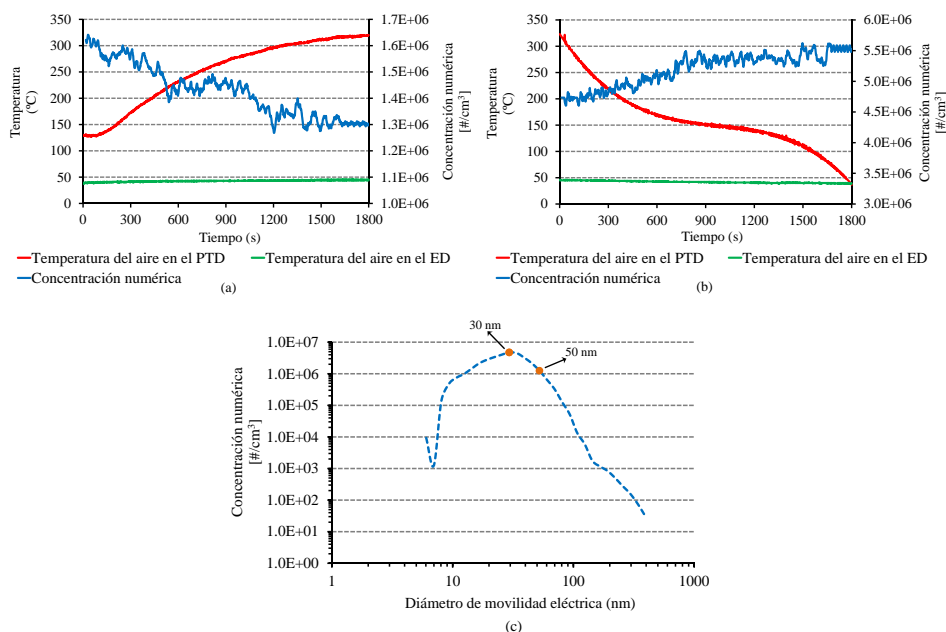 350
300
250
200
150
100
50
0
Temperatura
(ºC)
1.7E+06
1.6E+06
1.5E+06
1.4E+06
1.3E+06
1.2E+06
1.1E+06
1.0E+06
Concentración numérica
[#/cm3]
0 300 600 900 1200 1500 1800
Tiempo (s)
Temperatura del aire en el PTD
Temperatura del aire en el ED
Concentración numérica
(a)
350
300
250
200
150
100
50
0
Temperatura
(ºC)
6.0E+06
5.5E+06
5.0E+06
4.5E+06
4.0E+06
3.5E+06
3.0E+06
Concentración numérica
[#/cm3]
0 300 600 900 1200 1500 1800
Tiempo (s)
Temperatura del aire en el PTD
Temperatura del aire en el ED
Concentración numérica
(b)
30 nm
50 nm
1.0E+07
1.0E+06
1.0E+05
1.0E+04
1.0E+03
1.0E+02
1.0E+01
1.0E+00
Concentración numérica
[#/cm3]
1 10 100 1000
Diámetro de movilidad eléctrica (nm)
(c)